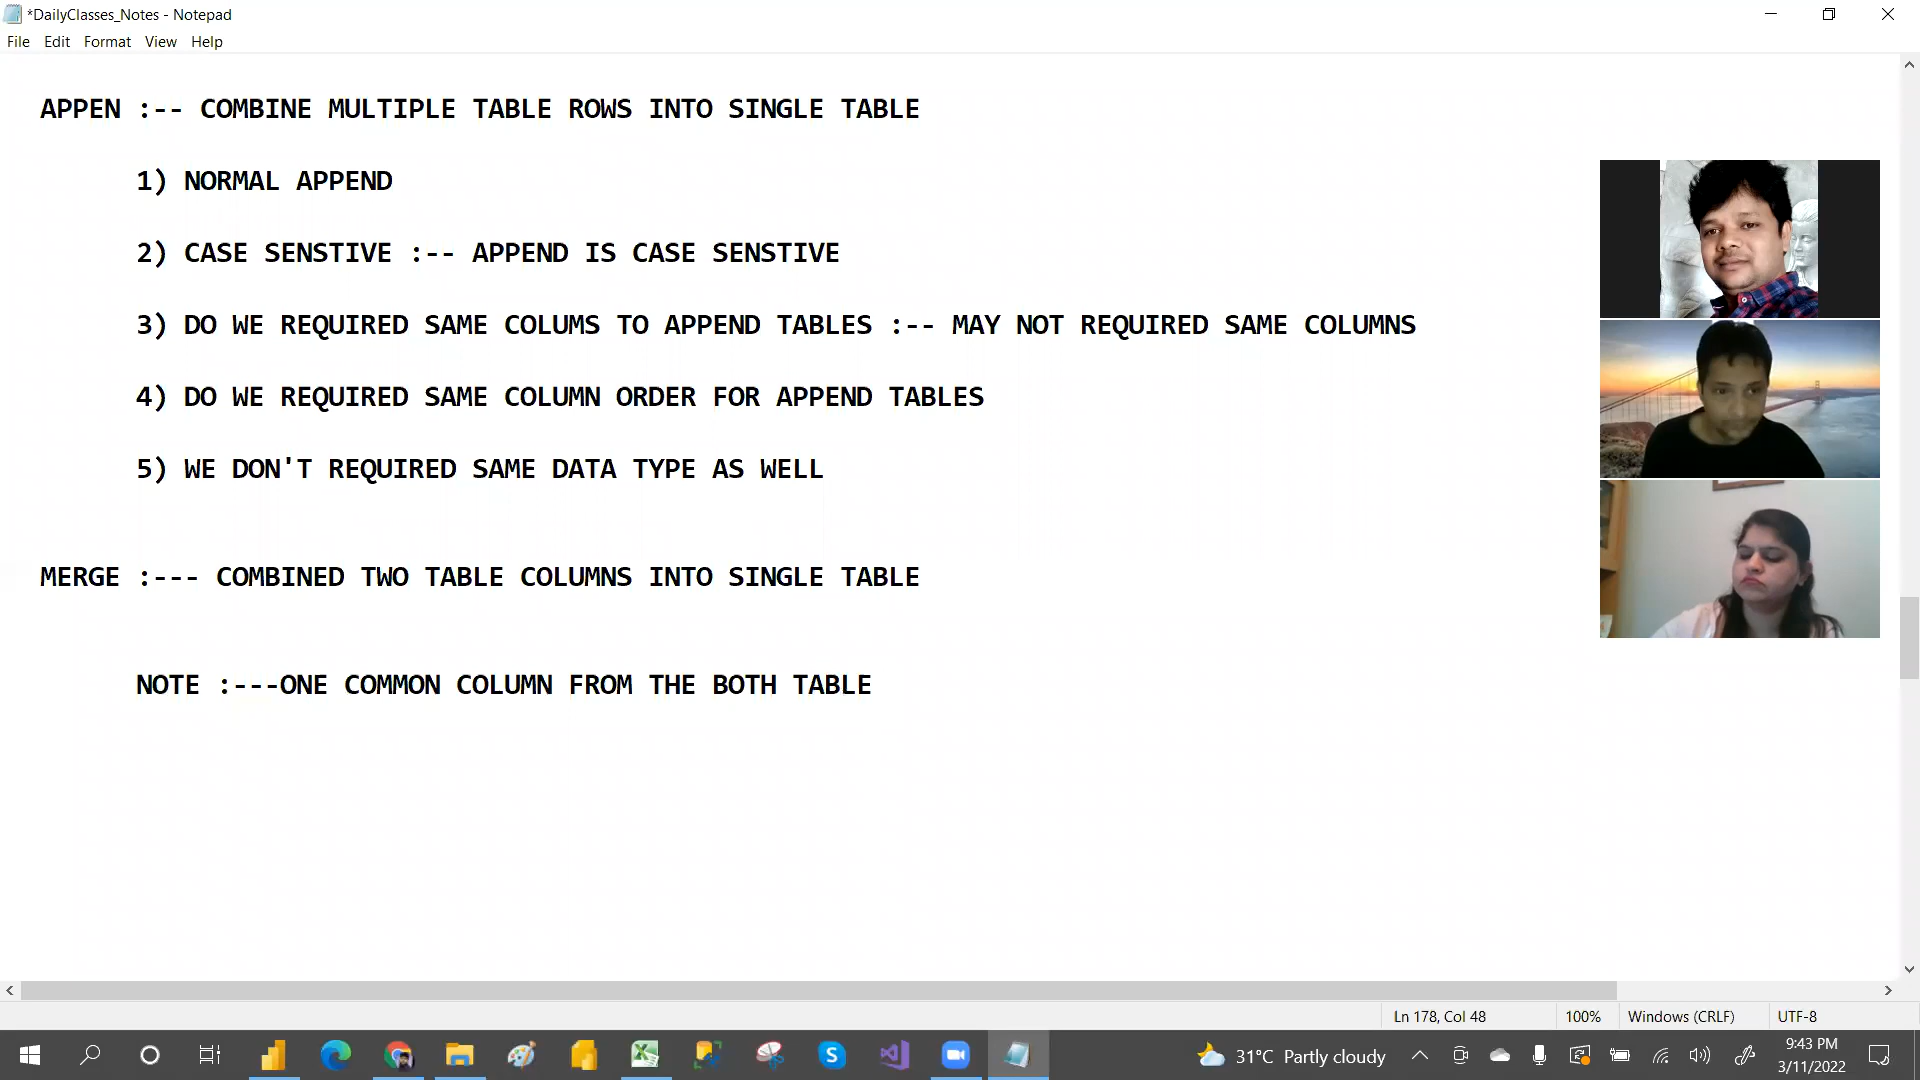 *DailyClasses_Notes - Notepad
File Edit Format View Help
APPEN :-- COMBINE MULTIPLE TABLE ROWS INTO SINGLE TABLE
1) NORMAL APPEND
2) CASE SENSTIVE :-- APPEND IS CASE SENSTIVE
3) DO WE REQUIRED SAME COLUMS TO APPEND TABLES :-- MAY NOT REQUIRED SAME COLUMNS
4) DO WE REQUIRED SAME COLUMN ORDER FOR APPEND TABLES
5) WE DON'T REQUIRED SAME DATA TYPE AS WELL
MERGE :--- COMBINED TWO TABLE COLUMNS INTO SINGLE TABLE
NOTE :---ONE COMMON COLUMN FROM THE BOTH TABLE
Ln 178, Col 48 100% Windows (CRLF) UTF-8
31°C Partly cloudy
9:43 PM
3/11/2022